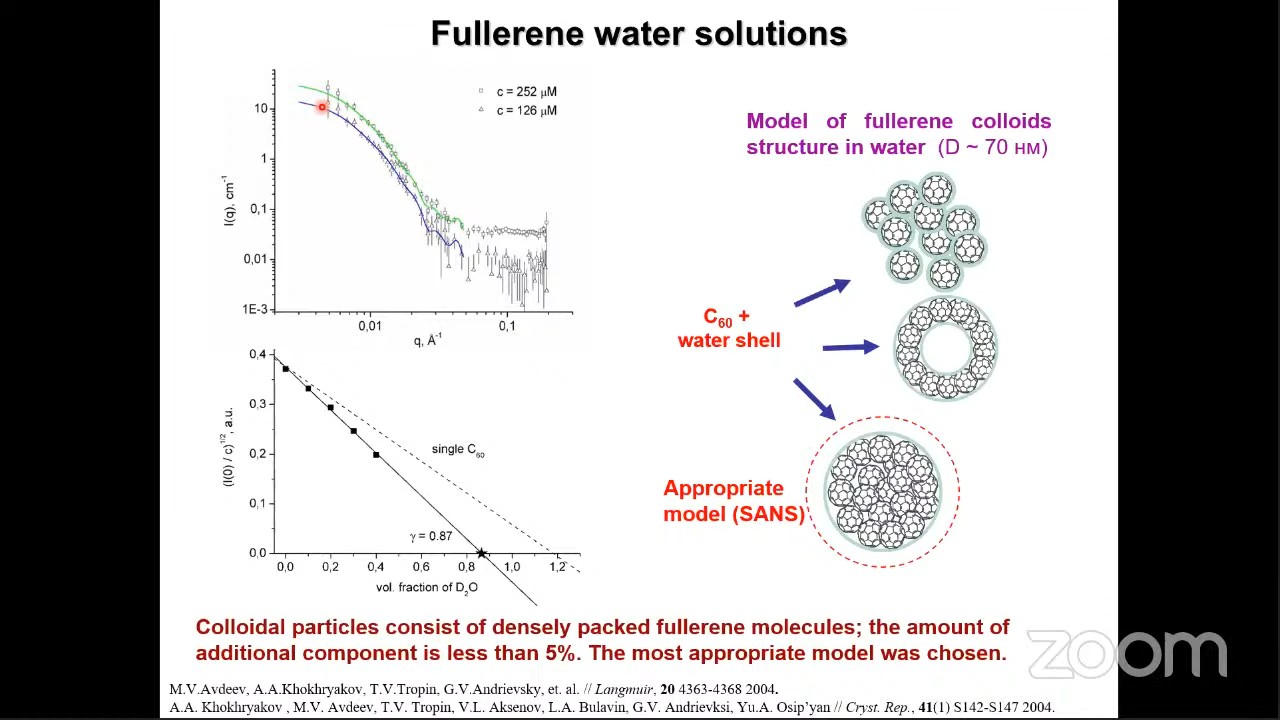 Fullerene water solutions
10
1
0,1
0,01
1E-3
I(q), cm⁻¹
c = 252 μM
c = 126 μM
0,01
0,1
q, Å⁻¹
Model of fullerene colloids
structure in water (D ~ 70 нм)
C₆₀ +
water shell
Appropriate
model (SANS)
0,4
0,3
0,2
0,1
0,0
(I(0) / c)^1/2, a.u.
single C₆₀
γ = 0.87
0,0
0,2
0,4
0,6
0,8
1,0
1,2
vol. fraction of D₂O
Colloidal particles consist of densely packed fullerene molecules; the amount of
additional component is less than 5%. The most appropriate model was chosen.
zoom
M.V.Avdeev, A.A.Khokhryakov, T.V.Tropin, G.V.Andrievsky, et. al. // Langmuir, 20 4363-4368 2004.
A.A. Khokhryakov , M.V. Avdeev, T.V. Tropin, V.L. Aksenov, L.A. Bulavin, G.V. Andrievksi, Yu.A. Osip'yan // Cryst. Rep., 41(1) S142-S147 2004.